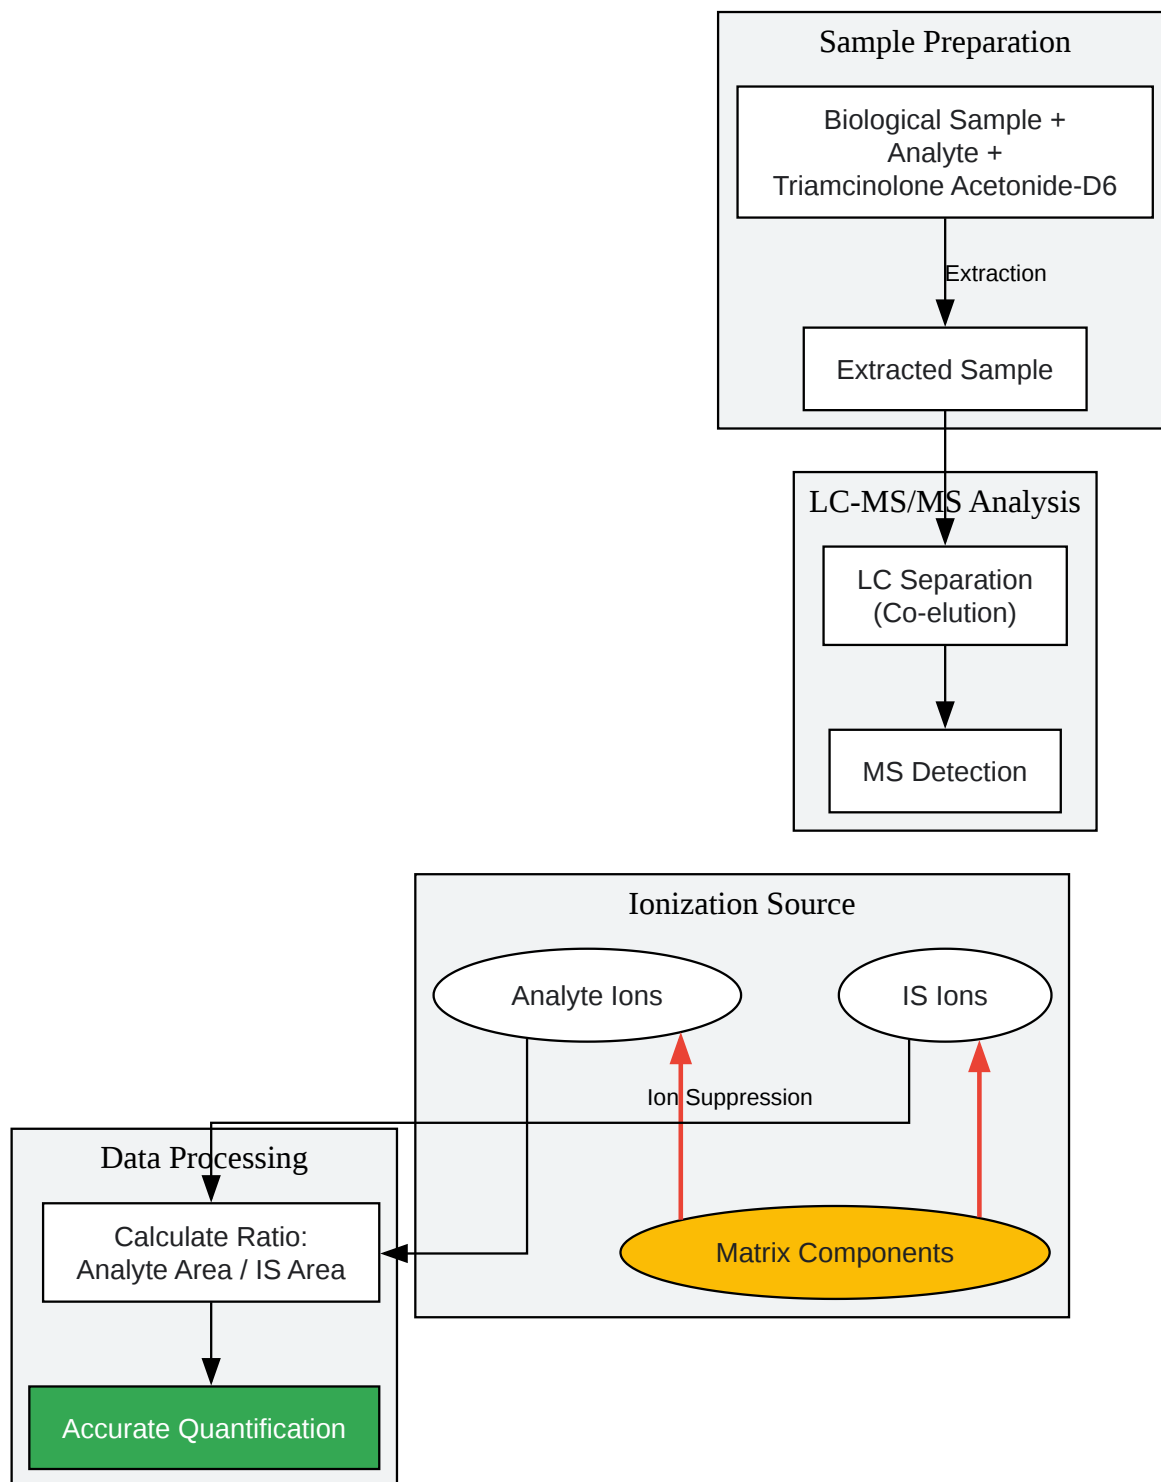 Sample Preparation
Biological Sample +
Analyte +
Triamcinolone Acetonide-D6
Extraction
Extracted Sample
LC-MS/MS Analysis
LC Separation
(Co-elution)
MS Detection
Ionization Source
Analyte Ions
IS Ions
Ion Suppression
Matrix Components
Data Processing
Calculate Ratio:
Analyte Area / IS Area
Accurate Quantification